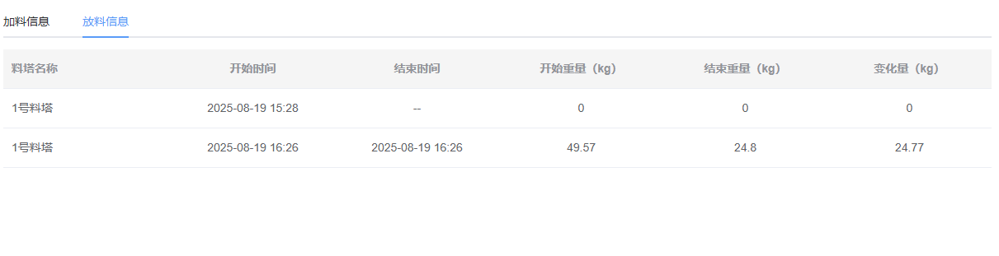 加料信息 放料信息
料塔名称 开始时间 结束时间 开始重量（kg） 结束重量（kg） 变化量（kg）
1号料塔 2025-08-19 15:28 -- 0 0 0
1号料塔 2025-08-19 16:26 2025-08-19 16:26 49.57 24.8 24.77